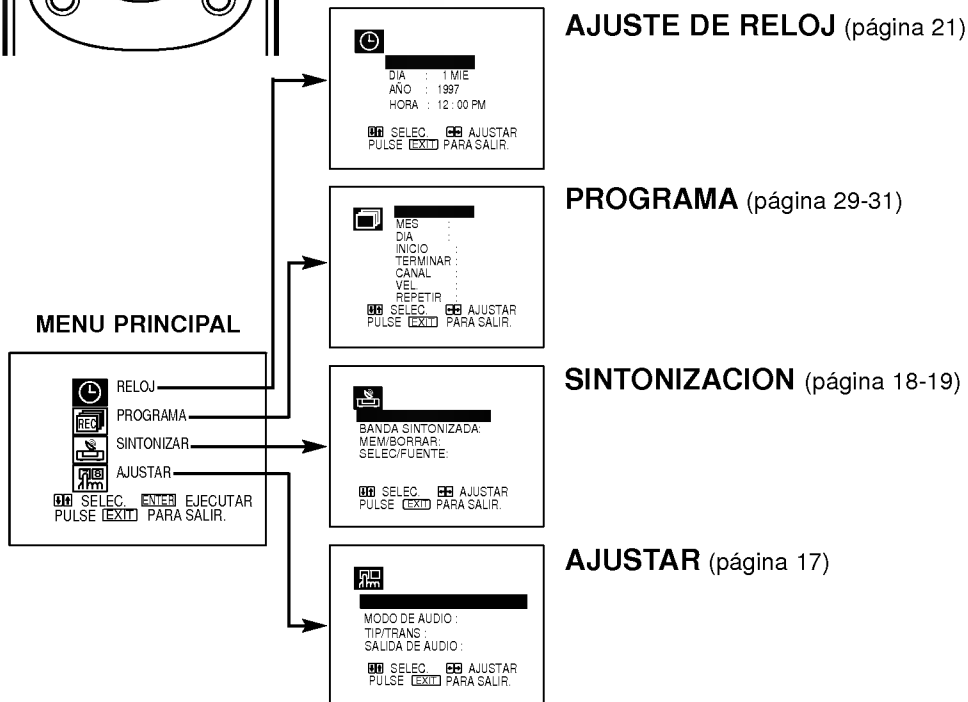 AJUSTE DE RELOJ (página 21)
DIA : 1 MIE
AÑO : 1997
HORA : 12 : 00 PM
SELEC. AJUSTAR
PULSE EXIT PARA SALIR.
PROGRAMA (página 29-31)
MES :
DIA :
INICIO :
TERMINAR :
CANAL :
VEL. :
REPETIR :
SELEC. AJUSTAR
PULSE EXIT PARA SALIR.
MENU PRINCIPAL
RELOJ
REC PROGRAMA
SINTONIZAR
AJUSTAR
SELEC. ENTER EJECUTAR
PULSE EXIT PARA SALIR.
SINTONIZACION (página 18-19)
BANDA SINTONIZADA:
MEM/BORRAR:
SELEC/FUENTE:
SELEC. AJUSTAR
PULSE EXIT PARA SALIR.
AJUSTAR (página 17)
MODO DE AUDIO :
TIP/TRANS :
SALIDA DE AUDIO :
SELEC. AJUSTAR
PULSE EXIT PARA SALIR.